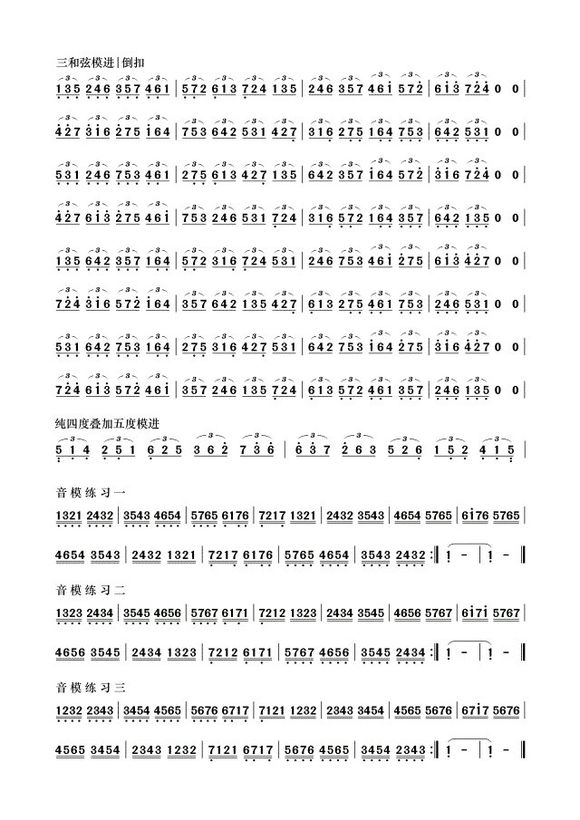 三和弦模进|倒扣
135 246 357 461 | 572 613 724 135 | 246 357 461 572 | 613 724 0 0 |
427 316 275 164 | 753 642 531 427 | 316 275 164 753 | 642 531 0 0 |
531 246 753 461 | 275 613 427 135 | 642 357 164 572 | 316 724 0 0 |
427 613 275 461 | 753 246 531 724 | 316 572 164 357 | 642 135 0 0 |
135 642 357 164 | 572 316 724 531 | 246 753 461 275 | 613 427 0 0 |
724 316 572 164 | 357 642 135 427 | 613 275 461 753 | 246 531 0 0 |
531 642 753 164 | 275 316 427 531 | 642 753 164 275 | 316 427 0 0 |
724 613 572 461 | 357 246 135 724 | 613 572 461 357 | 246 135 0 0 |
纯四度叠加五度模进
514 251 625 362 736 | 637 263 526 152 415 |
音模练习一
1321 2432 | 3543 4654 | 5765 6176 | 7217 1321 | 2432 3543 | 4654 5765 | 6176 5765 |
4654 3543 | 2432 1321 | 7217 6176 | 5765 4654 | 3543 2432 :‖ 1 - | 1 - ‖
音模练习二
1323 2434 | 3545 4656 | 5767 6171 | 7212 1323 | 2434 3545 | 4656 5767 | 6171 5767 |
4656 3545 | 2434 1323 | 7212 6171 | 5767 4656 | 3545 2434 :‖ 1 - | 1 - ‖
音模练习三
1232 2343 | 3454 4565 | 5676 6717 | 7121 1232 | 2343 3454 | 4565 5676 | 6717 5676 |
4565 3454 | 2343 1232 | 7121 6717 | 5676 4565 | 3454 2343 :‖ 1 - | 1 - ‖